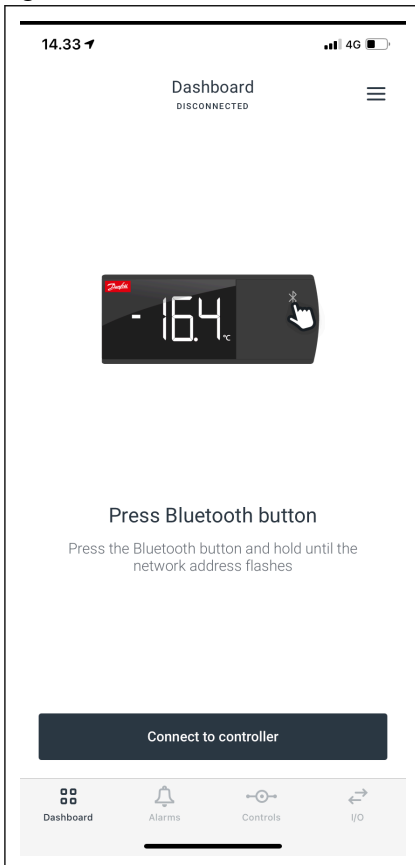 14.33
4G
Dashboard
DISCONNECTED
Danfoss
-16.4 °C
Press Bluetooth button
Press the Bluetooth button and hold until the
network address flashes
Connect to controller
Dashboard Alarms Controls I/O